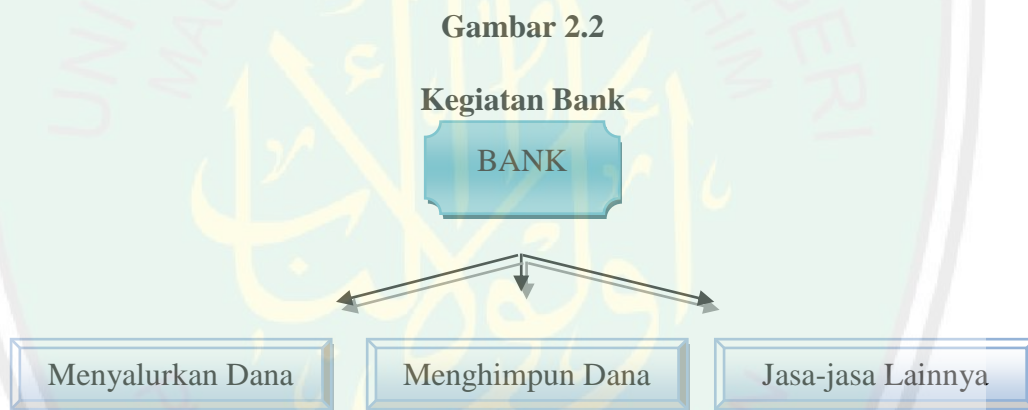 Gambar 2.2
Kegiatan Bank
BANK
Menyalurkan Dana
Menghimpun Dana
Jasa-jasa Lainnya